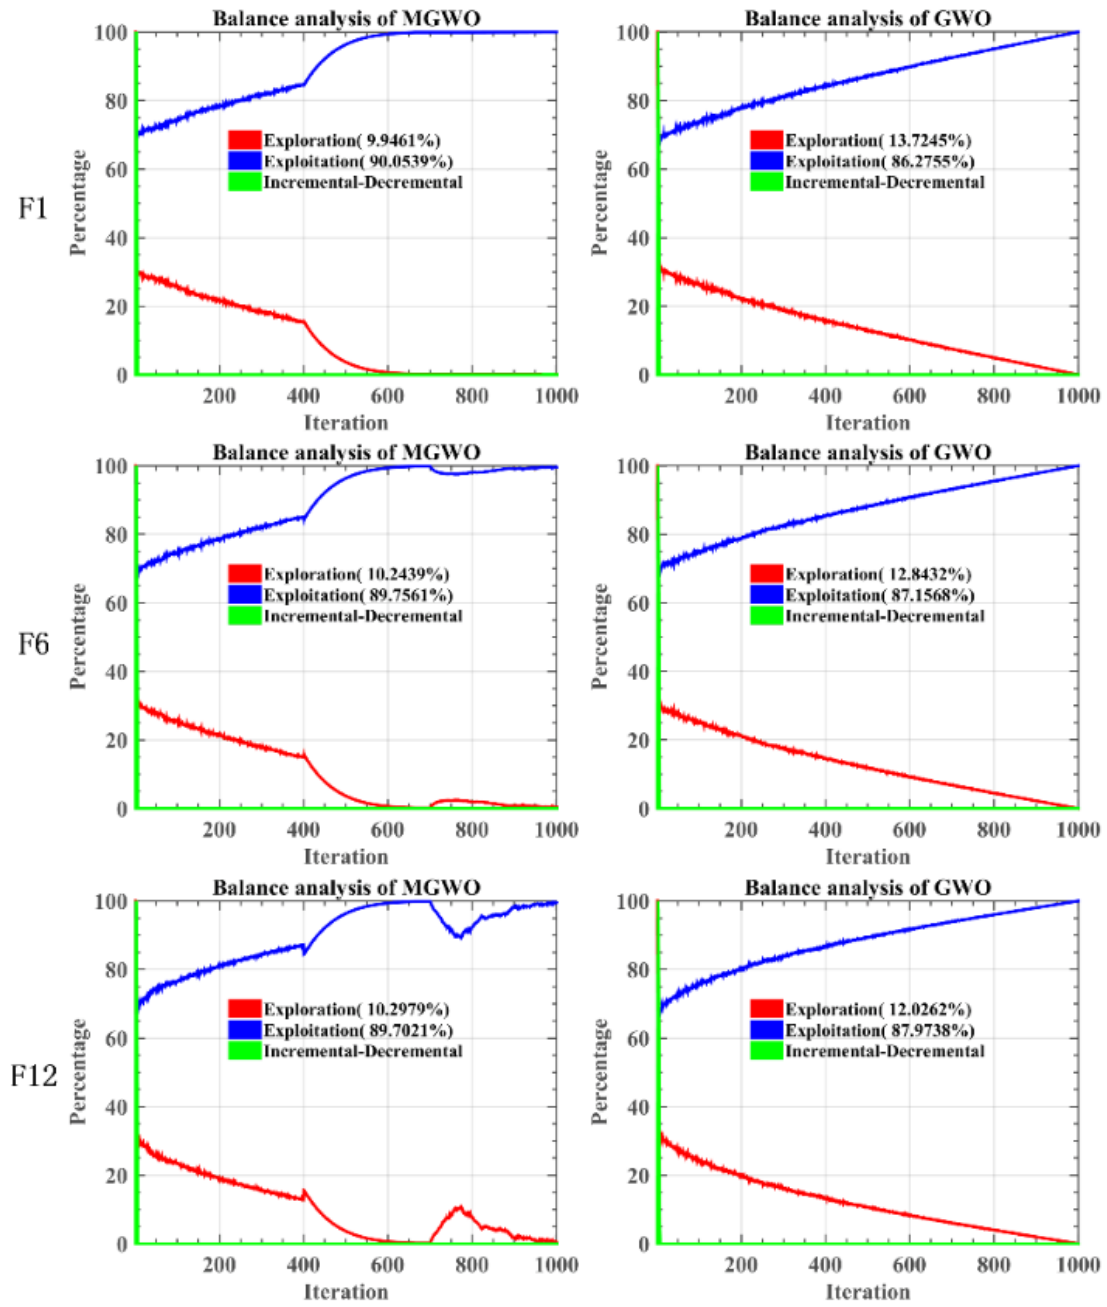 Balance analysis of MGWO
100
80
60
40
20
0
Percentage
Exploration( 9.9461%)
Exploitation( 90.0539%)
Incremental-Decremental
200 400 600 800 1000
Iteration
Balance analysis of GWO
100
80
60
40
20
0
Percentage
Exploration( 13.7245%)
Exploitation( 86.2755%)
Incremental-Decremental
200 400 600 800 1000
Iteration
F1
Balance analysis of MGWO
100
80
60
40
20
0
Percentage
Exploration( 10.2439%)
Exploitation( 89.7561%)
Incremental-Decremental
200 400 600 800 1000
Iteration
Balance analysis of GWO
100
80
60
40
20
0
Percentage
Exploration( 12.8432%)
Exploitation( 87.1568%)
Incremental-Decremental
200 400 600 800 1000
Iteration
F6
Balance analysis of MGWO
100
80
60
40
20
0
Percentage
Exploration( 10.2979%)
Exploitation( 89.7021%)
Incremental-Decremental
200 400 600 800 1000
Iteration
Balance analysis of GWO
100
80
60
40
20
0
Percentage
Exploration( 12.0262%)
Exploitation( 87.9738%)
Incremental-Decremental
200 400 600 800 1000
Iteration
F12